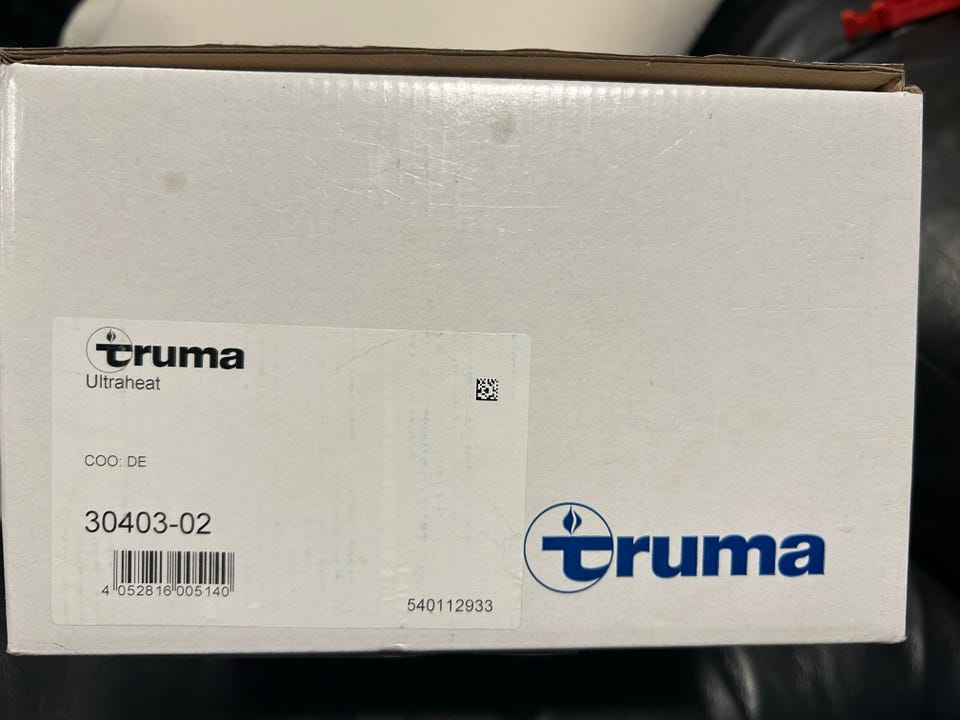 truma
Ultraheat
COO: DE
30403-02
4 052816 005140
540112933
truma